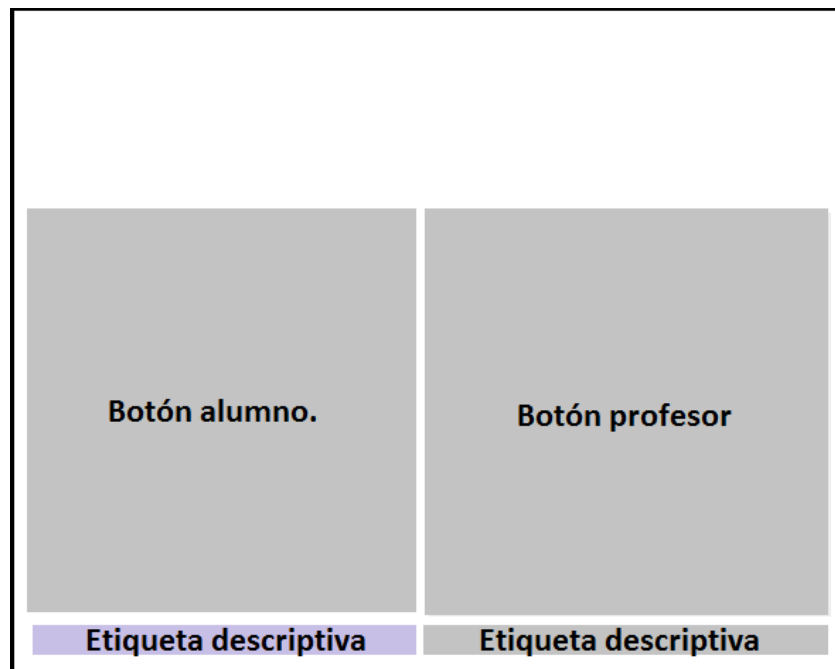 Botón alumno.
Botón profesor
Etiqueta descriptiva
Etiqueta descriptiva